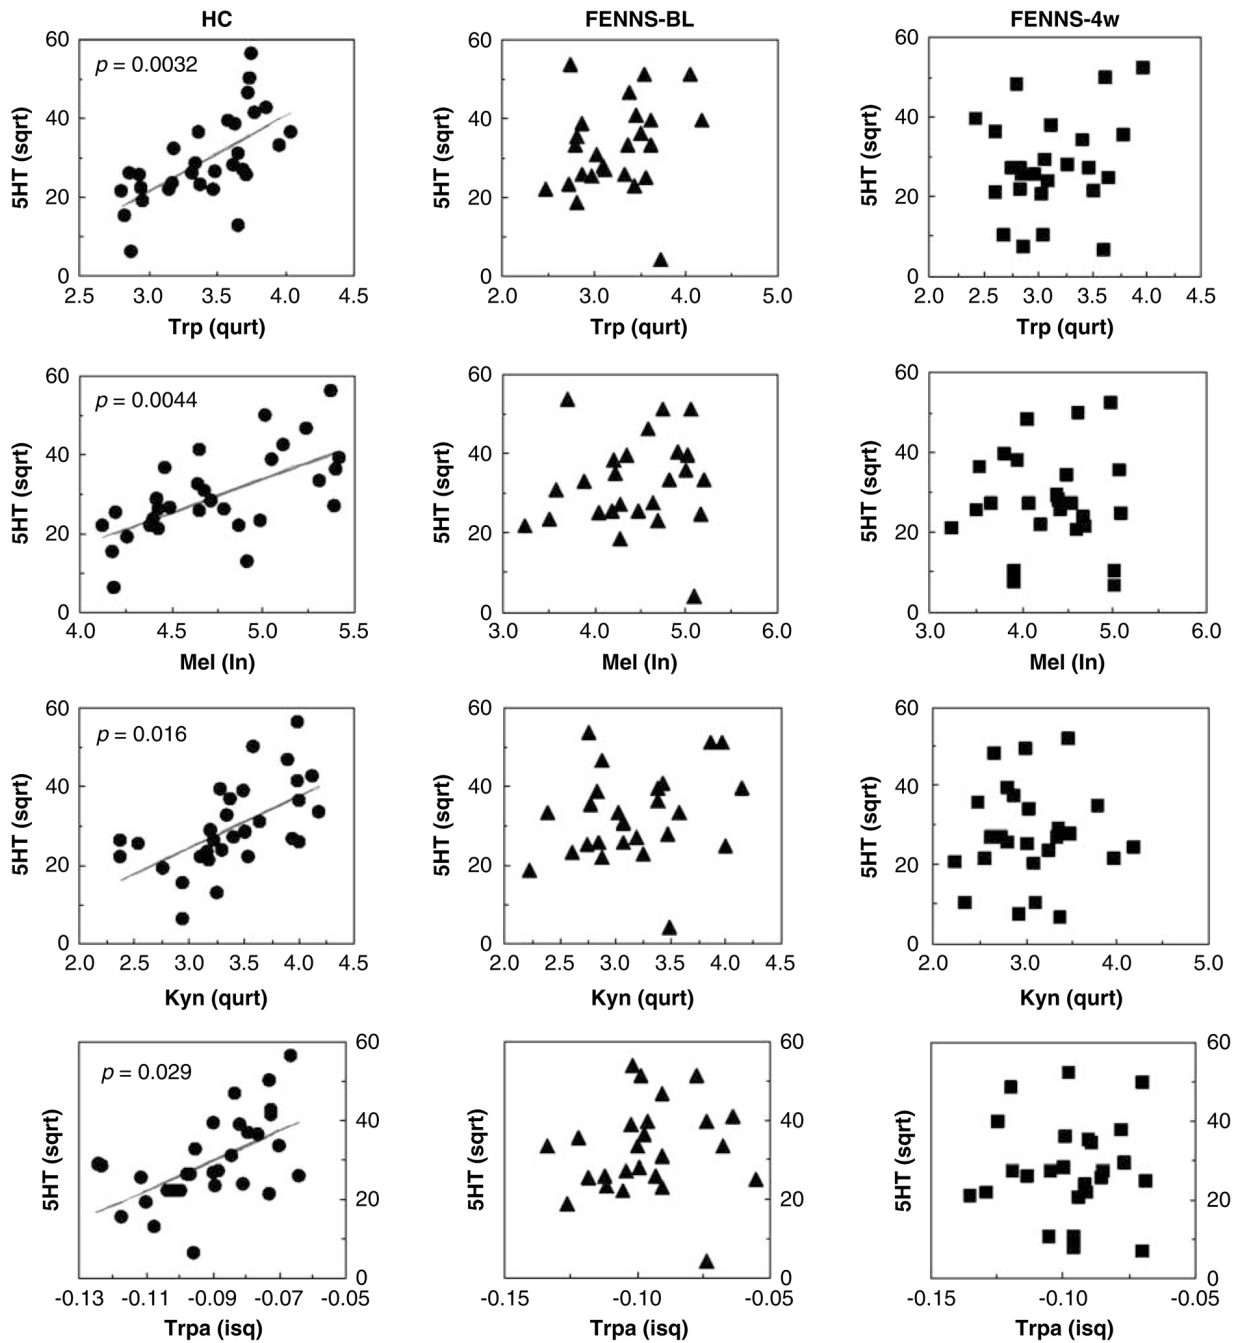 HC FENNS-BL FENNS-4w
60 60 60
p = 0.0032
40 40 40
5HT (sqrt) 5HT (sqrt) 5HT (sqrt)
20 20 20
0 0 0
2.5 3.0 3.5 4.0 4.5 2.0 3.0 4.0 5.0 2.0 2.5 3.0 3.5 4.0 4.5
Trp (qurt) Trp (qurt) Trp (qurt)
60 60 60
p = 0.0044
40 40 40
5HT (sqrt) 5HT (sqrt) 5HT (sqrt)
20 20 20
0 0 0
4.0 4.5 5.0 5.5 3.0 4.0 5.0 6.0 3.0 4.0 5.0 6.0
Mel (ln) Mel (ln) Mel (ln)
60 60 60
p = 0.016
40 40 40
5HT (sqrt) 5HT (sqrt) 5HT (sqrt)
20 20 20
0 0 0
2.0 2.5 3.0 3.5 4.0 4.5 2.0 2.5 3.0 3.5 4.0 4.5 2.0 3.0 4.0 5.0
Kyn (qurt) Kyn (qurt) Kyn (qurt)
60 60 60
p = 0.029
40 40 40
5HT (sqrt) 5HT (sqrt) 5HT (sqrt)
20 20 20
0 0 0
-0.13 -0.11 -0.09 -0.07 -0.05 -0.15 -0.10 -0.05 -0.15 -0.10 -0.05
Trpa (isq) Trpa (isq) Trpa (isq)